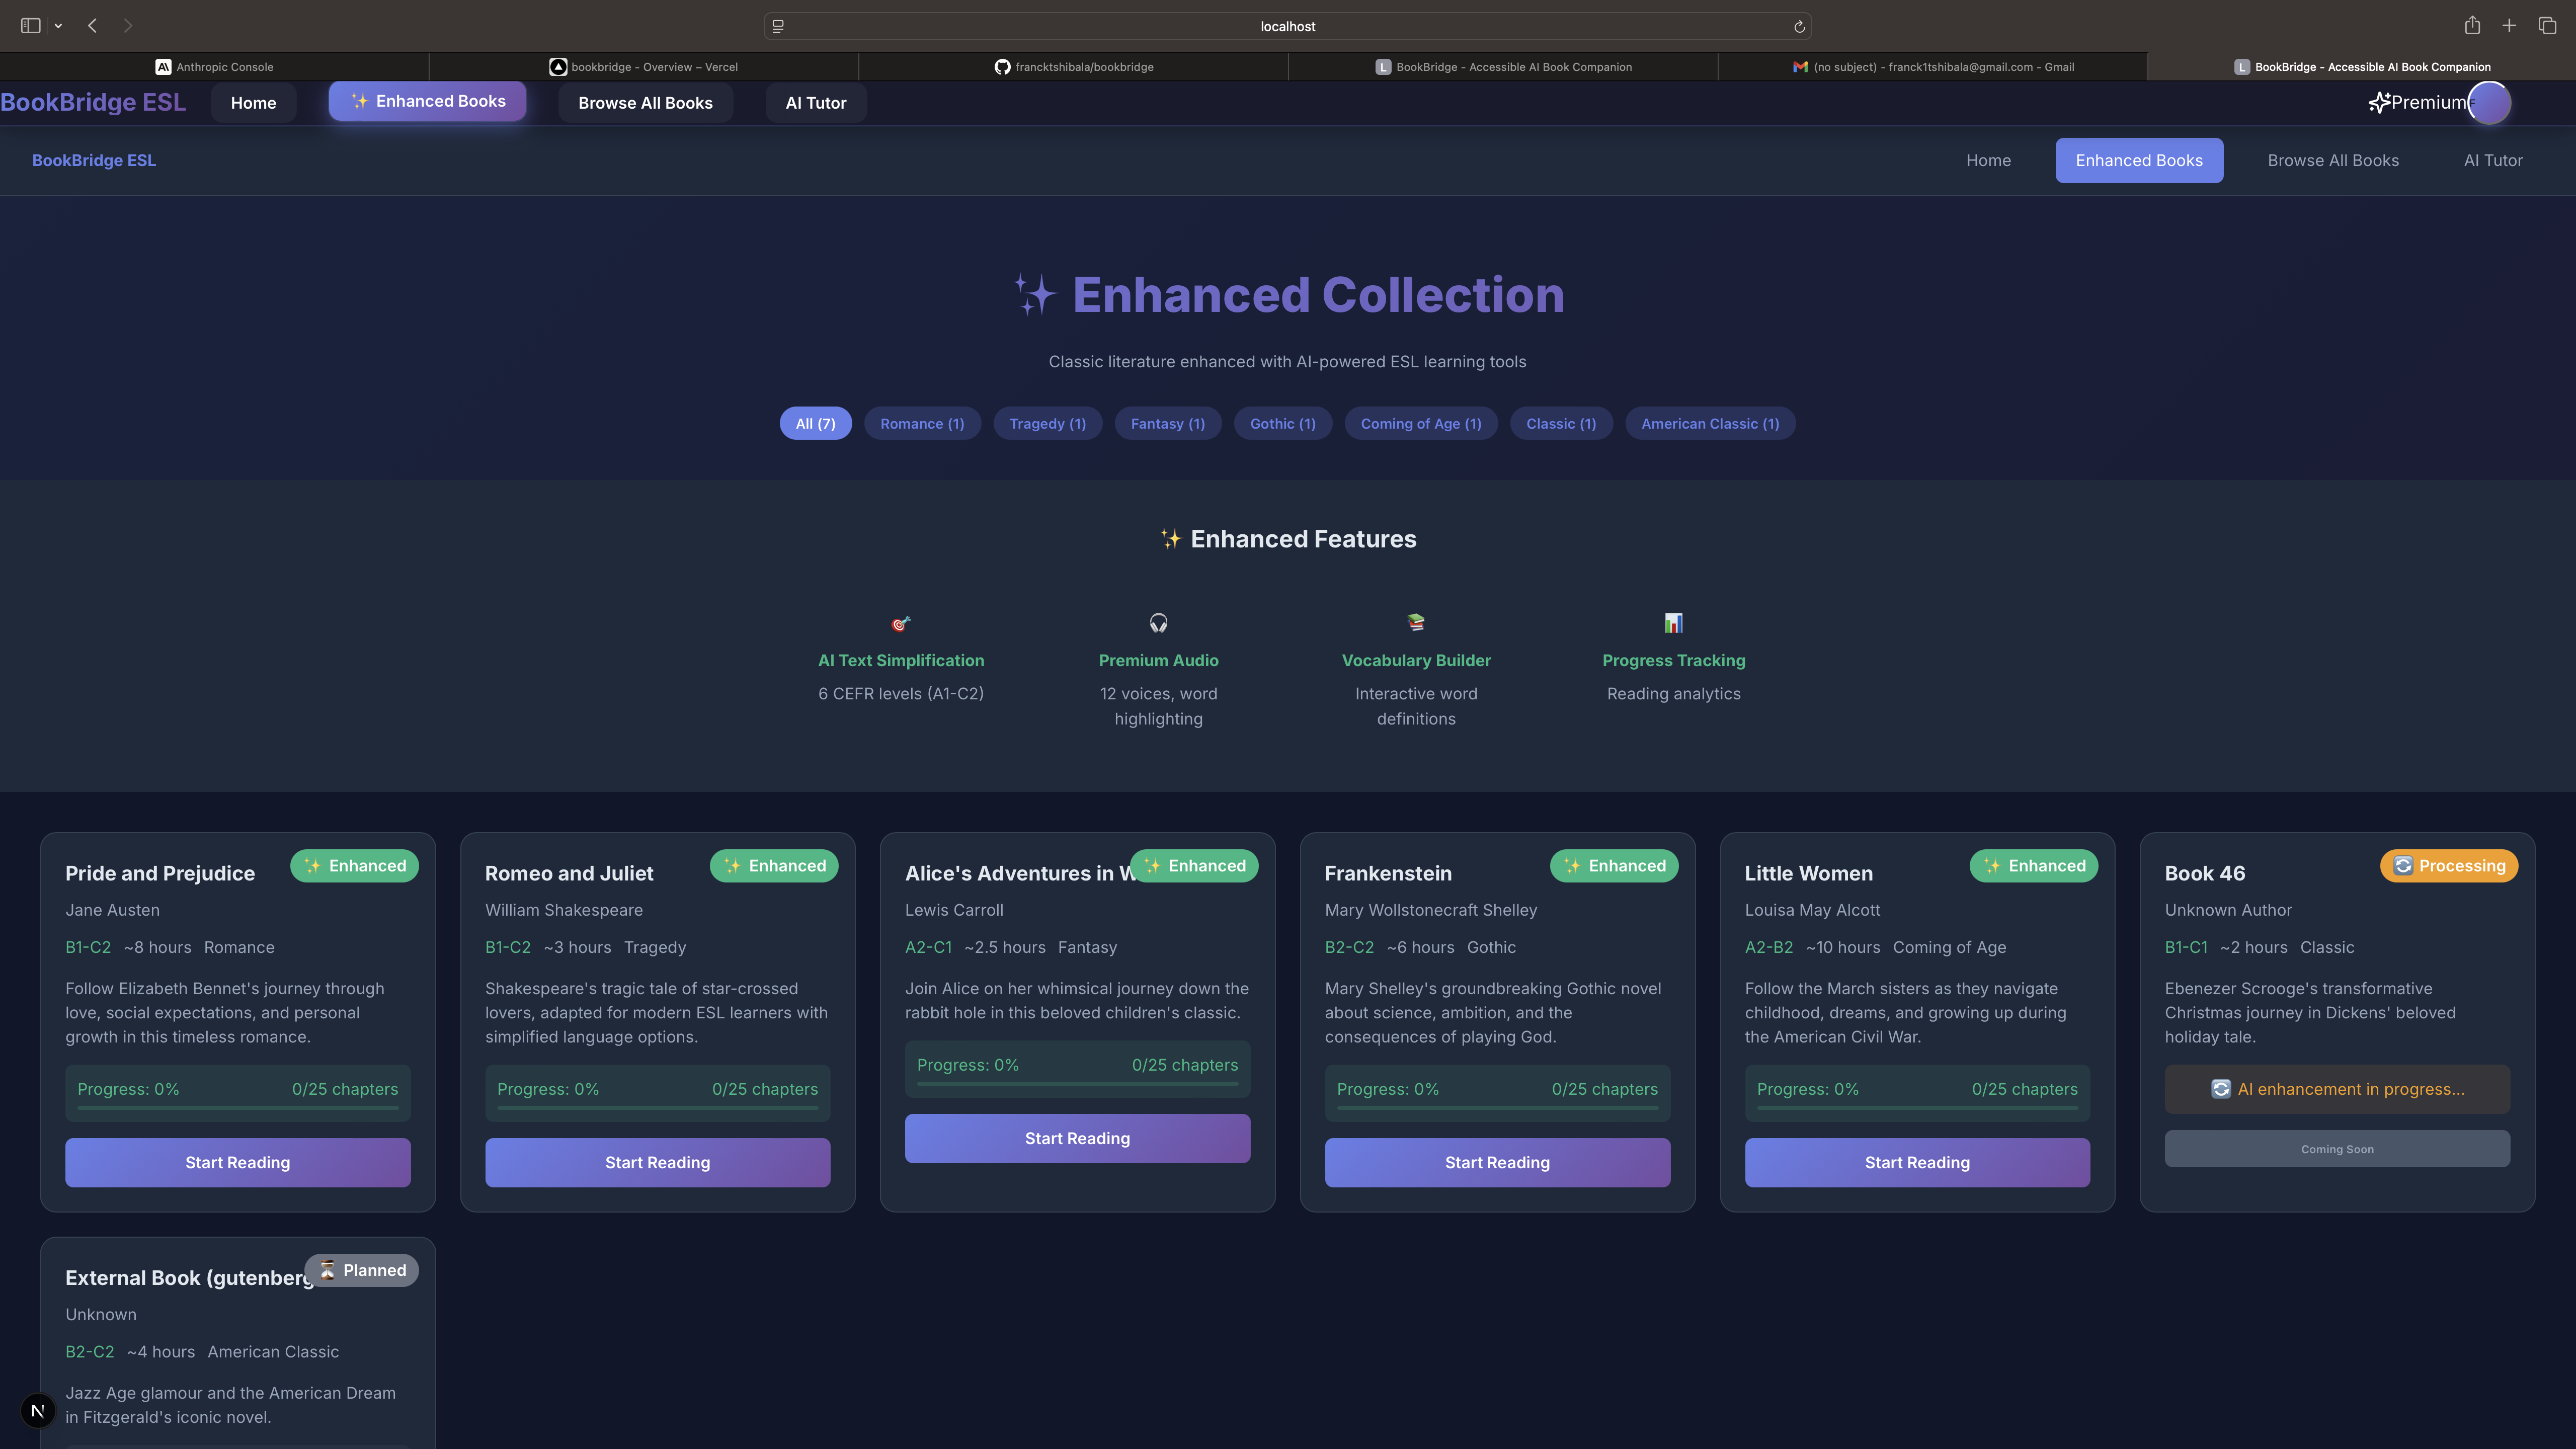 localhost
Anthropic Console
bookbridge - Overview – Vercel
francktshibala/bookbridge
L BookBridge - Accessible AI Book Companion
(no subject) - franck1tshibala@gmail.com - Gmail
L BookBridge - Accessible AI Book Companion
BookBridge ESL
Home
✨ Enhanced Books
Browse All Books
AI Tutor
Premium
BookBridge ESL
Home
Enhanced Books
Browse All Books
AI Tutor
✨ Enhanced Collection
Classic literature enhanced with AI-powered ESL learning tools
All (7)
Romance (1)
Tragedy (1)
Fantasy (1)
Gothic (1)
Coming of Age (1)
Classic (1)
American Classic (1)
✨ Enhanced Features
AI Text Simplification
6 CEFR levels (A1-C2)
Premium Audio
12 voices, word
highlighting
Vocabulary Builder
Interactive word
definitions
Progress Tracking
Reading analytics
Pride and Prejudice
✨ Enhanced
Jane Austen
B1-C2 ~8 hours Romance
Follow Elizabeth Bennet's journey through
love, social expectations, and personal
growth in this timeless romance.
Progress: 0% 0/25 chapters
Start Reading
Romeo and Juliet
✨ Enhanced
William Shakespeare
B1-C2 ~3 hours Tragedy
Shakespeare's tragic tale of star-crossed
lovers, adapted for modern ESL learners with
simplified language options.
Progress: 0% 0/25 chapters
Start Reading
Alice's Adventures in W
✨ Enhanced
Lewis Carroll
A2-C1 ~2.5 hours Fantasy
Join Alice on her whimsical journey down the
rabbit hole in this beloved children's classic.
Progress: 0% 0/25 chapters
Start Reading
Frankenstein
✨ Enhanced
Mary Wollstonecraft Shelley
B2-C2 ~6 hours Gothic
Mary Shelley's groundbreaking Gothic novel
about science, ambition, and the
consequences of playing God.
Progress: 0% 0/25 chapters
Start Reading
Little Women
✨ Enhanced
Louisa May Alcott
A2-B2 ~10 hours Coming of Age
Follow the March sisters as they navigate
childhood, dreams, and growing up during
the American Civil War.
Progress: 0% 0/25 chapters
Start Reading
Book 46
🔄 Processing
Unknown Author
B1-C1 ~2 hours Classic
Ebenezer Scrooge's transformative
Christmas journey in Dickens' beloved
holiday tale.
🔄 AI enhancement in progress...
Coming Soon
External Book (gutenberg
⏳ Planned
Unknown
B2-C2 ~4 hours American Classic
Jazz Age glamour and the American Dream
in Fitzgerald's iconic novel.
N